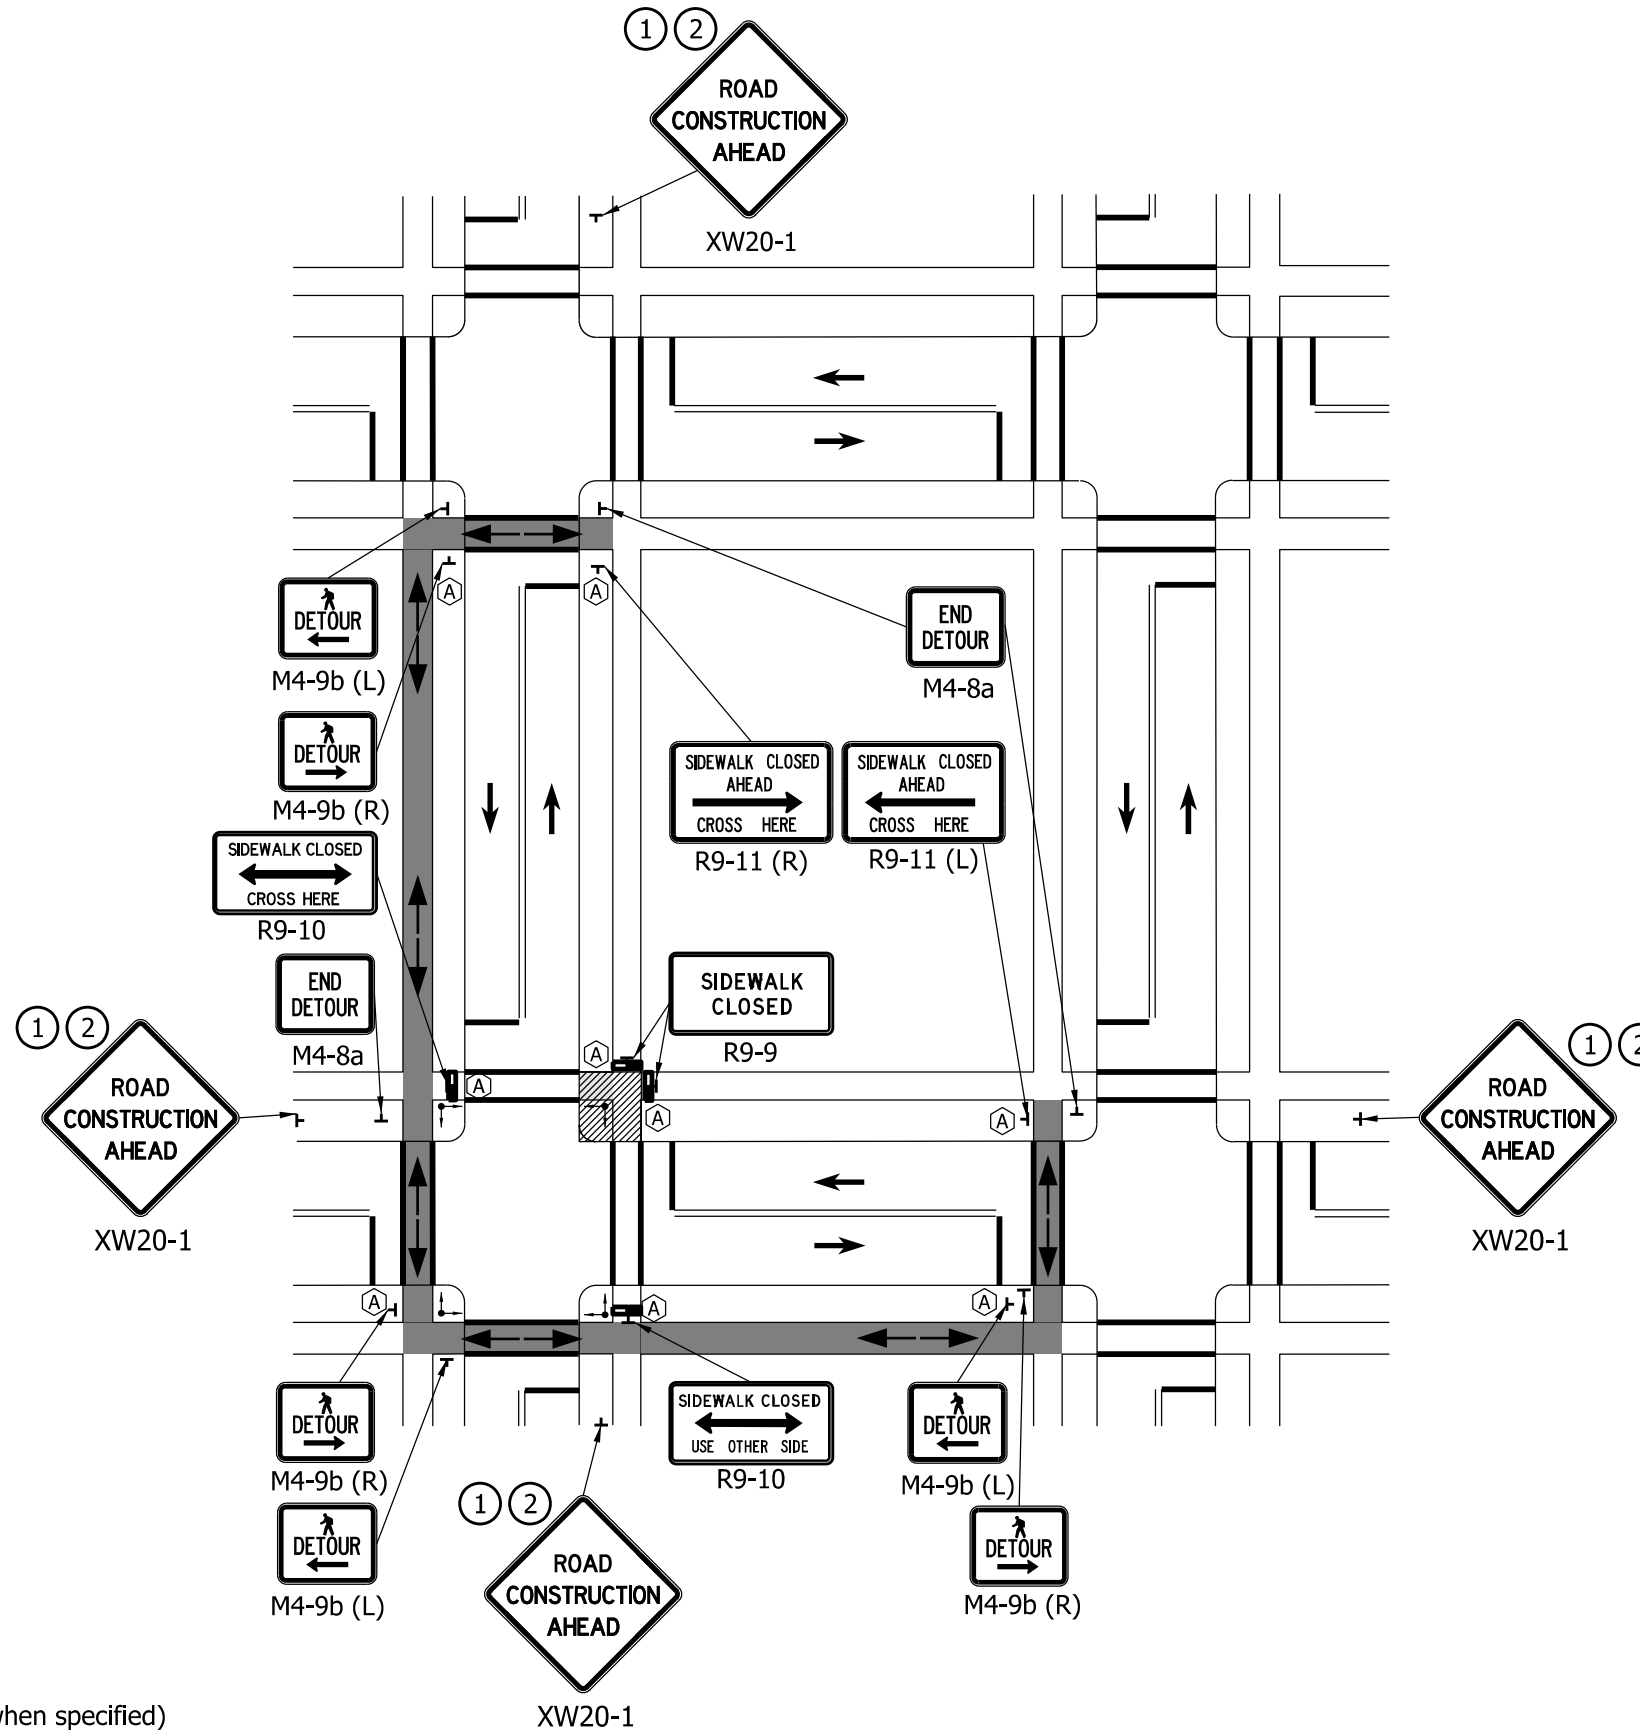 1 2
ROAD
CONSTRUCTION
AHEAD
XW20-1
DETOUR
M4-9b (L)
A
A
END
DETOUR
M4-8a
DETOUR
M4-9b (R)
SIDEWALK CLOSED
AHEAD
CROSS HERE
R9-11 (R)
SIDEWALK CLOSED
AHEAD
CROSS HERE
R9-11 (L)
SIDEWALK CLOSED
CROSS HERE
R9-10
END
DETOUR
M4-8a
SIDEWALK
CLOSED
R9-9
1 2
ROAD
CONSTRUCTION
AHEAD
XW20-1
A
A
A
A
1 2
ROAD
CONSTRUCTION
AHEAD
XW20-1
A
A
A
DETOUR
M4-9b (R)
SIDEWALK CLOSED
USE OTHER SIDE
R9-10
DETOUR
M4-9b (L)
DETOUR
M4-9b (L)
1 2
ROAD
CONSTRUCTION
AHEAD
XW20-1
DETOUR
M4-9b (R)
when specified)